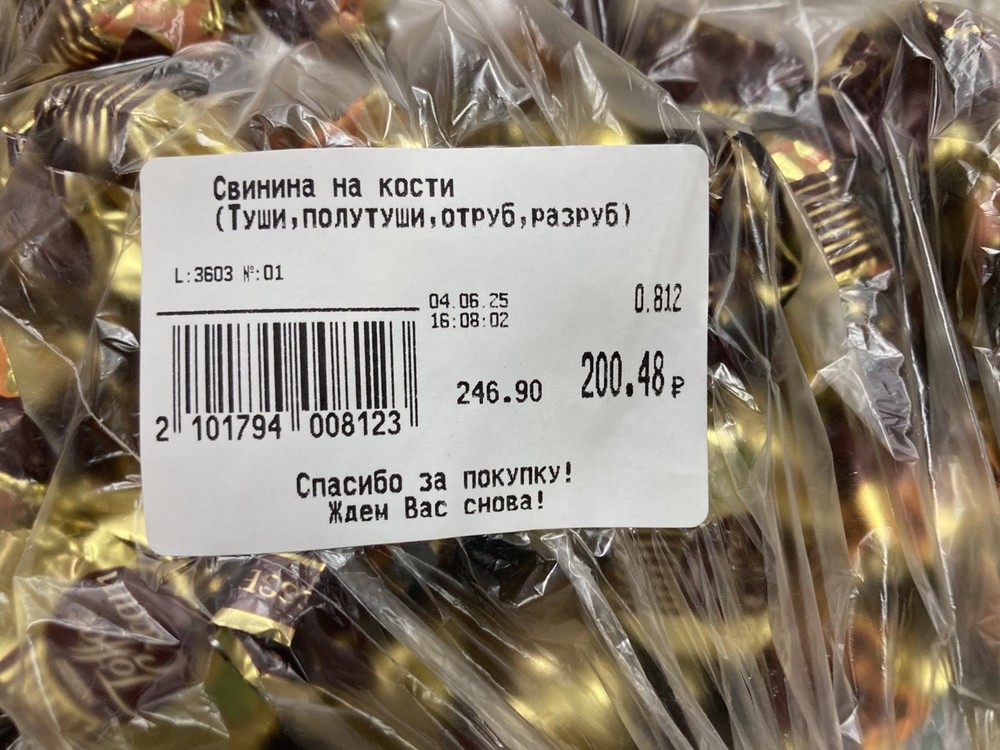 Свинина на кости
(Туши,полутуши,отруб,разруб)
L:3603 №:01
04.06.25
16:08:02
0.812
246.90
200.48₽
2 101794 008123
Спасибо за покупку!
Ждем Вас снова!